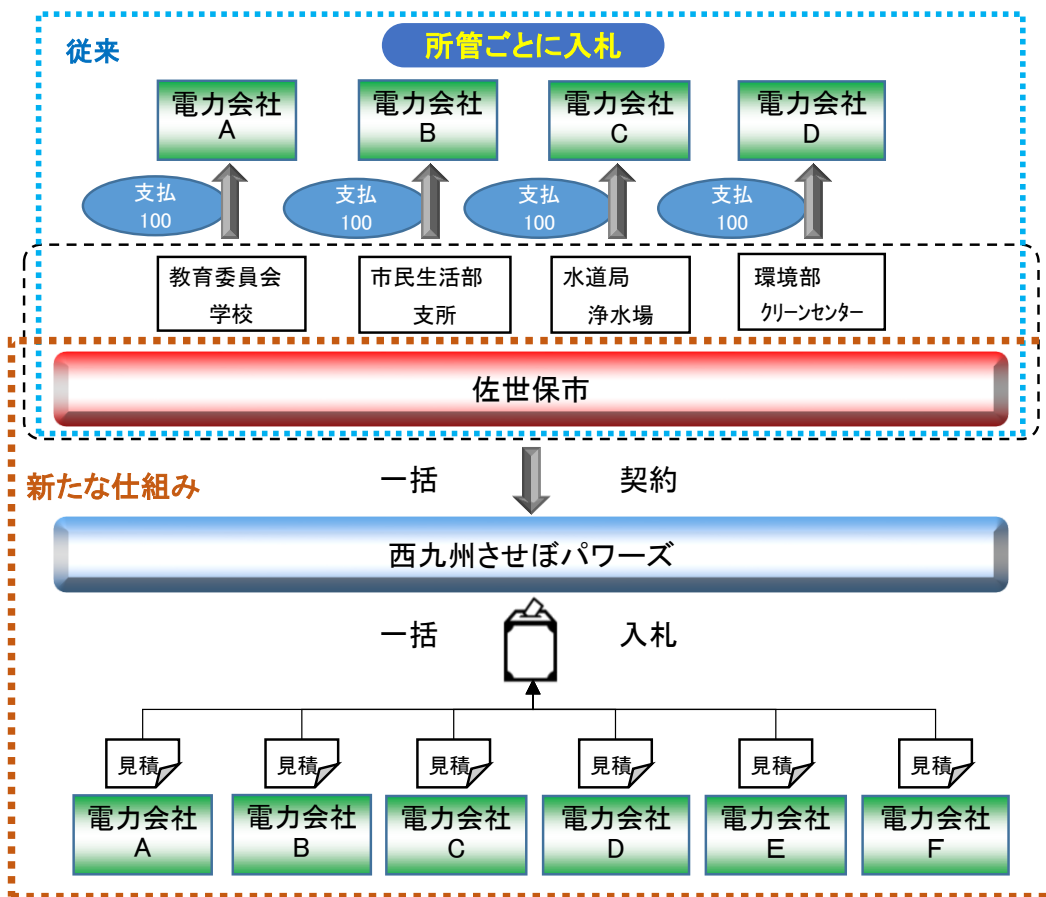 従来
所管ごとに入札
電力会社
A
電力会社
B
電力会社
C
電力会社
D
支払
100
支払
100
支払
100
支払
100
教育委員会
学校
市民生活部
支所
水道局
浄水場
環境部
クリーンセンター
佐世保市
新たな仕組み
一括 契約
西九州させぼパワーズ
一括 入札
見積
見積
見積
見積
見積
見積
電力会社
A
電力会社
B
電力会社
C
電力会社
D
電力会社
E
電力会社
F